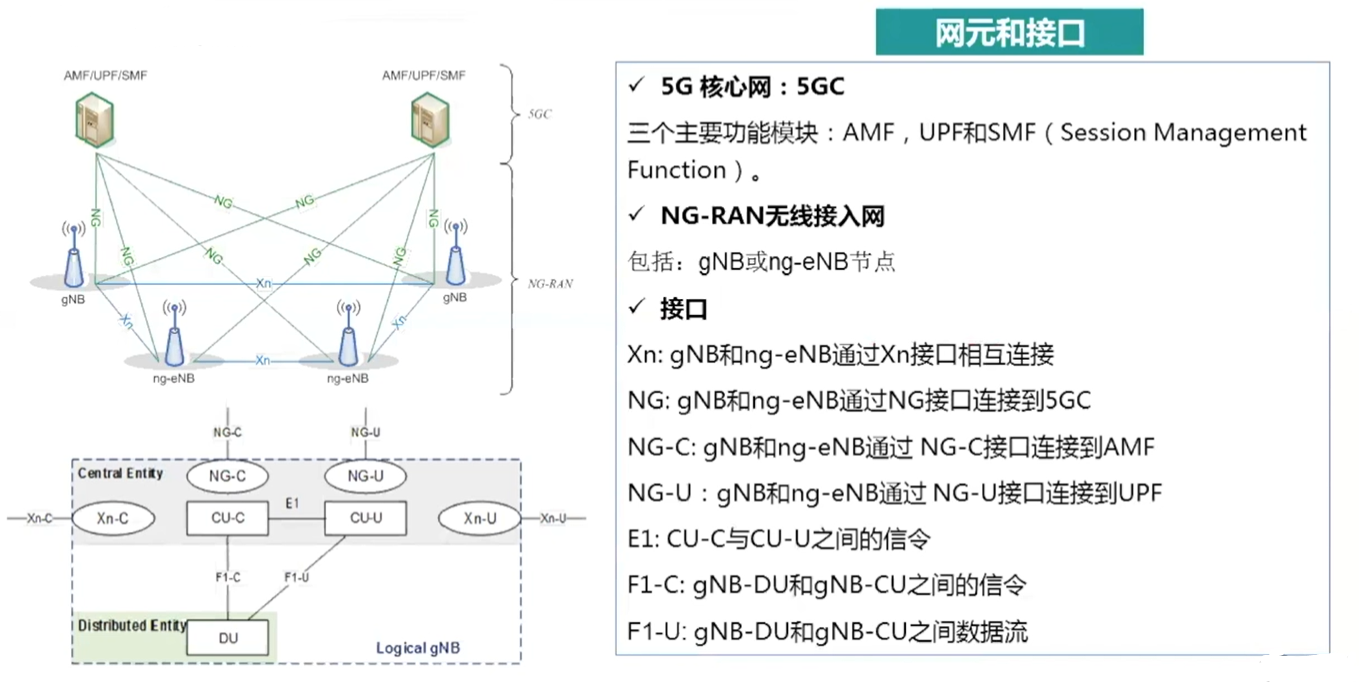 网元和接口
AMF/UPF/SMF
AMF/UPF/SMF
5GC
NG
NG
NG
NG
NG
NG
NG
NG
Xn
gNB
gNB
NG-RAN
Xn
Xn
Xn
ng-eNB
ng-eNB
NG-C
NG-U
Central Entity
NG-C
NG-U
E1
Xn-C
Xn-C
CU-C
CU-U
Xn-U
Xn-U
F1-C
F1-U
Distributed Entity
DU
Logical gNB
✓ 5G 核心网：5GC
三个主要功能模块：AMF，UPF和SMF（Session Management
Function）。
✓ NG-RAN无线接入网
包括：gNB或ng-eNB节点
✓ 接口
Xn: gNB和ng-eNB通过Xn接口相互连接
NG: gNB和ng-eNB通过NG接口连接到5GC
NG-C: gNB和ng-eNB通过 NG-C接口连接到AMF
NG-U：gNB和ng-eNB通过 NG-U接口连接到UPF
E1: CU-C与CU-U之间的信令
F1-C: gNB-DU和gNB-CU之间的信令
F1-U: gNB-DU和gNB-CU之间数据流